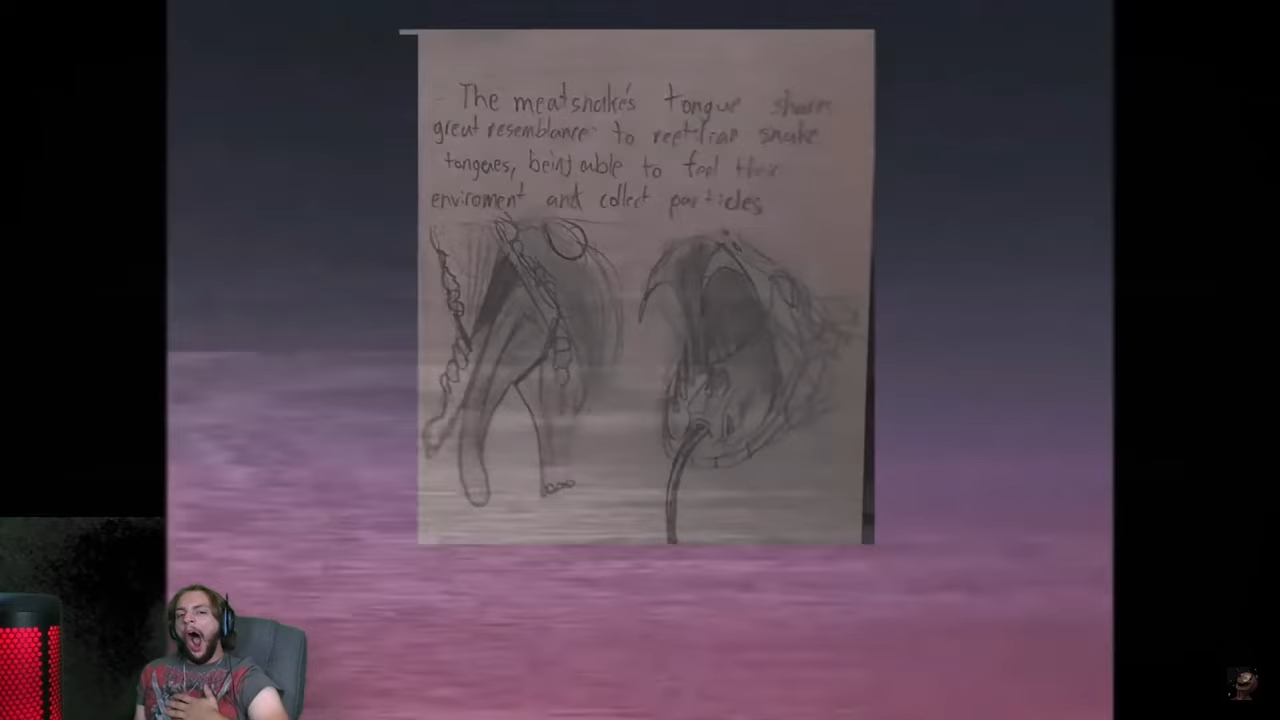 The meatsnake's tongue shares
great resemblance to reptilian snake
tongues, being able to feel their
enviroment and collect particles